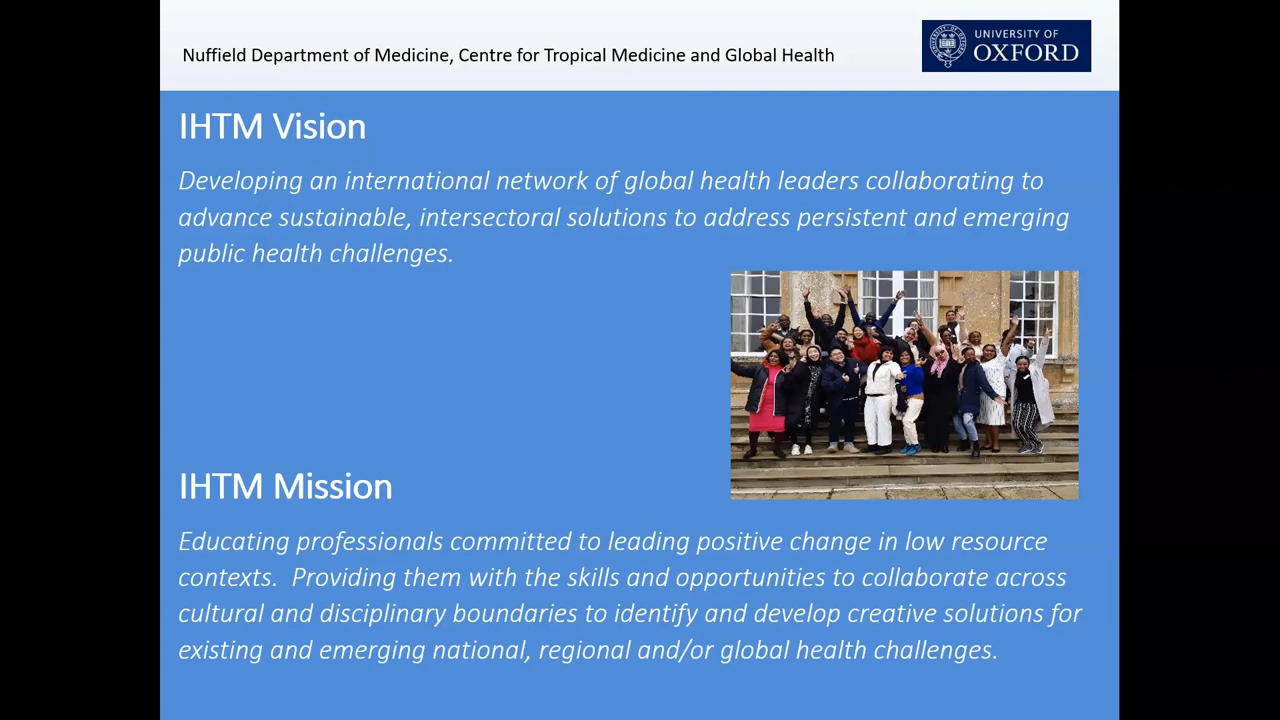 Nuffield Department of Medicine, Centre for Tropical Medicine and Global Health
UNIVERSITY OF
OXFORD
IHTM Vision
Developing an international network of global health leaders collaborating to
advance sustainable, intersectoral solutions to address persistent and emerging
public health challenges.
IHTM Mission
Educating professionals committed to leading positive change in low resource
contexts.  Providing them with the skills and opportunities to collaborate across
cultural and disciplinary boundaries to identify and develop creative solutions for
existing and emerging national, regional and/or global health challenges.